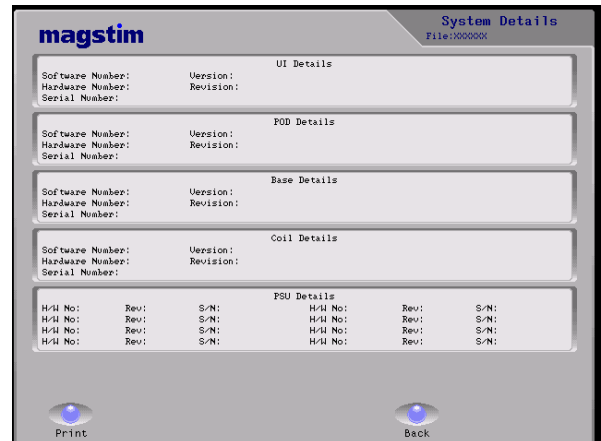 magstim
System Details
File:XXXXXX
UI Details
Software Number: Version:
Hardware Number: Revision:
Serial Number:
POD Details
Software Number: Version:
Hardware Number: Revision:
Serial Number:
Base Details
Software Number: Version:
Hardware Number: Revision:
Serial Number:
Coil Details
Software Number: Version:
Hardware Number: Revision:
Serial Number:
PSU Details
H/W No: Rev: S/N: H/W No: Rev: S/N:
H/W No: Rev: S/N: H/W No: Rev: S/N:
H/W No: Rev: S/N: H/W No: Rev: S/N:
H/W No: Rev: S/N: H/W No: Rev: S/N:
Print Back